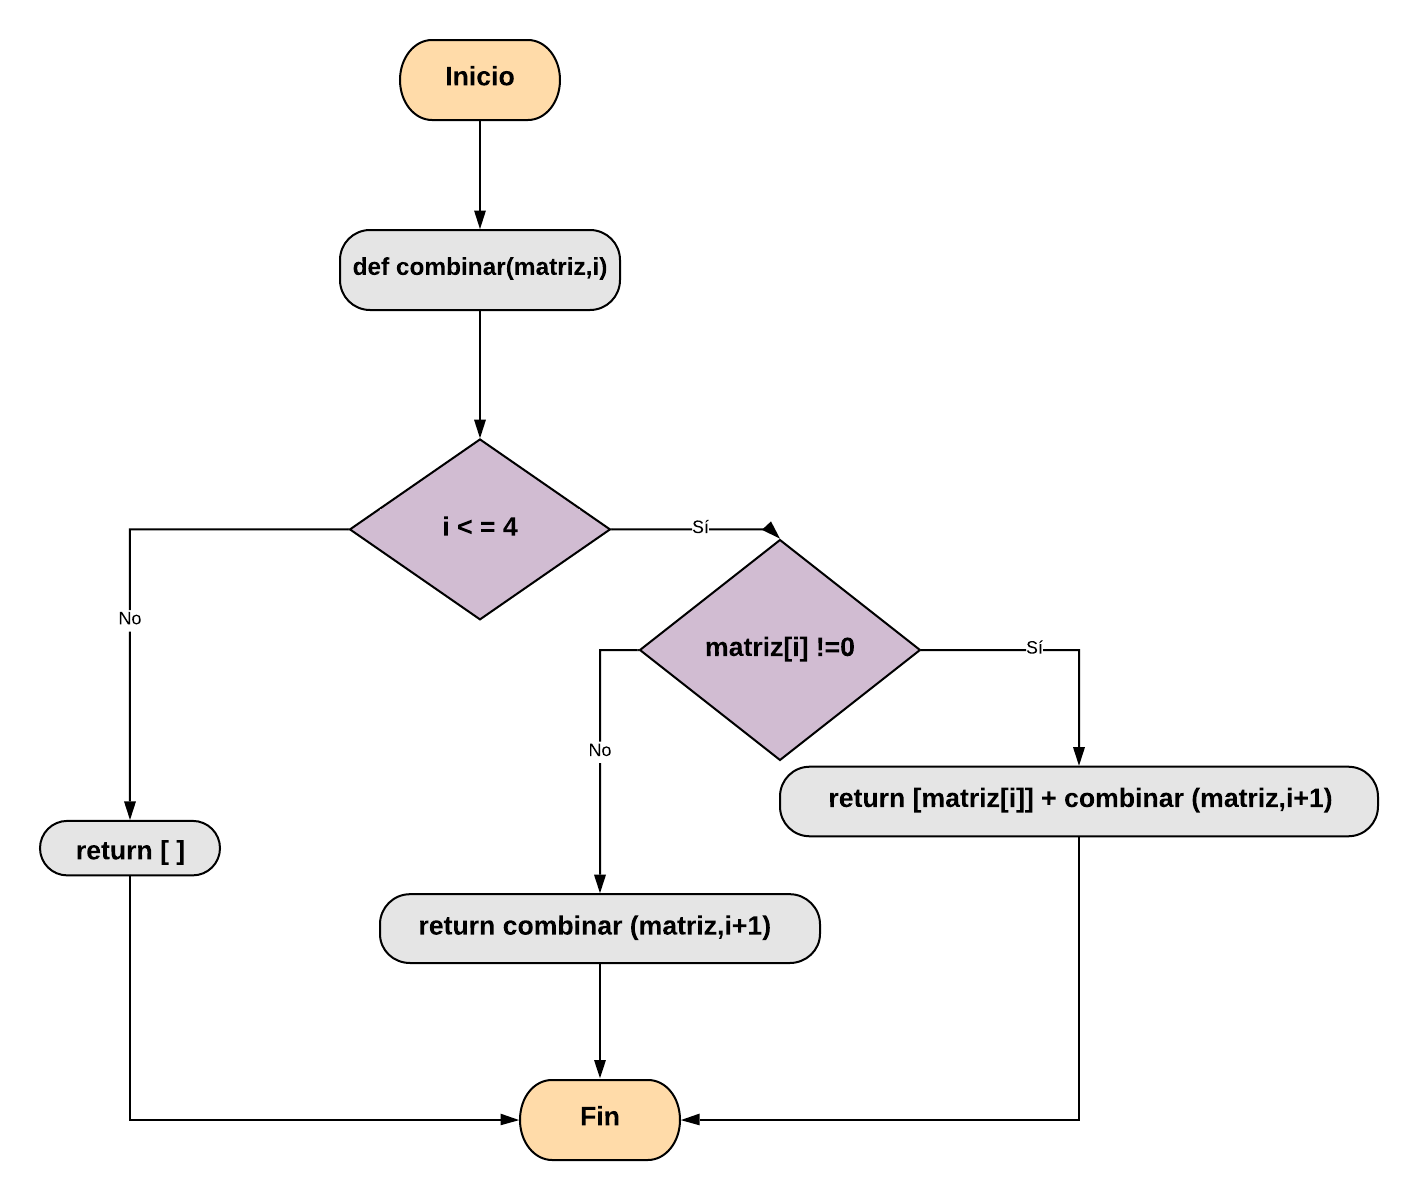 Inicio
def combinar(matriz,i)
i < = 4
Sí
No
matriz[i] !=0
Sí
No
return [matriz[i]] + combinar (matriz,i+1)
return [ ]
return combinar (matriz,i+1)
Fin